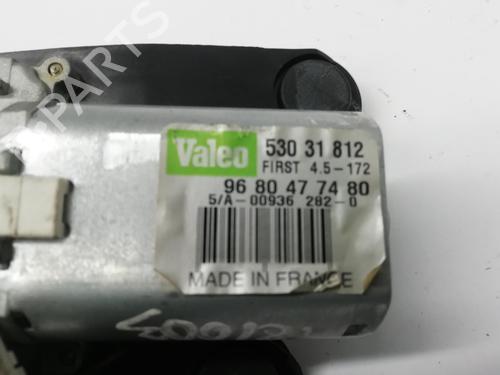 PARTS
Valeo 530 31 812
FIRST 4.5-172
96 80 47 74 80
5/A-00936 282-0
MADE IN FRANCE